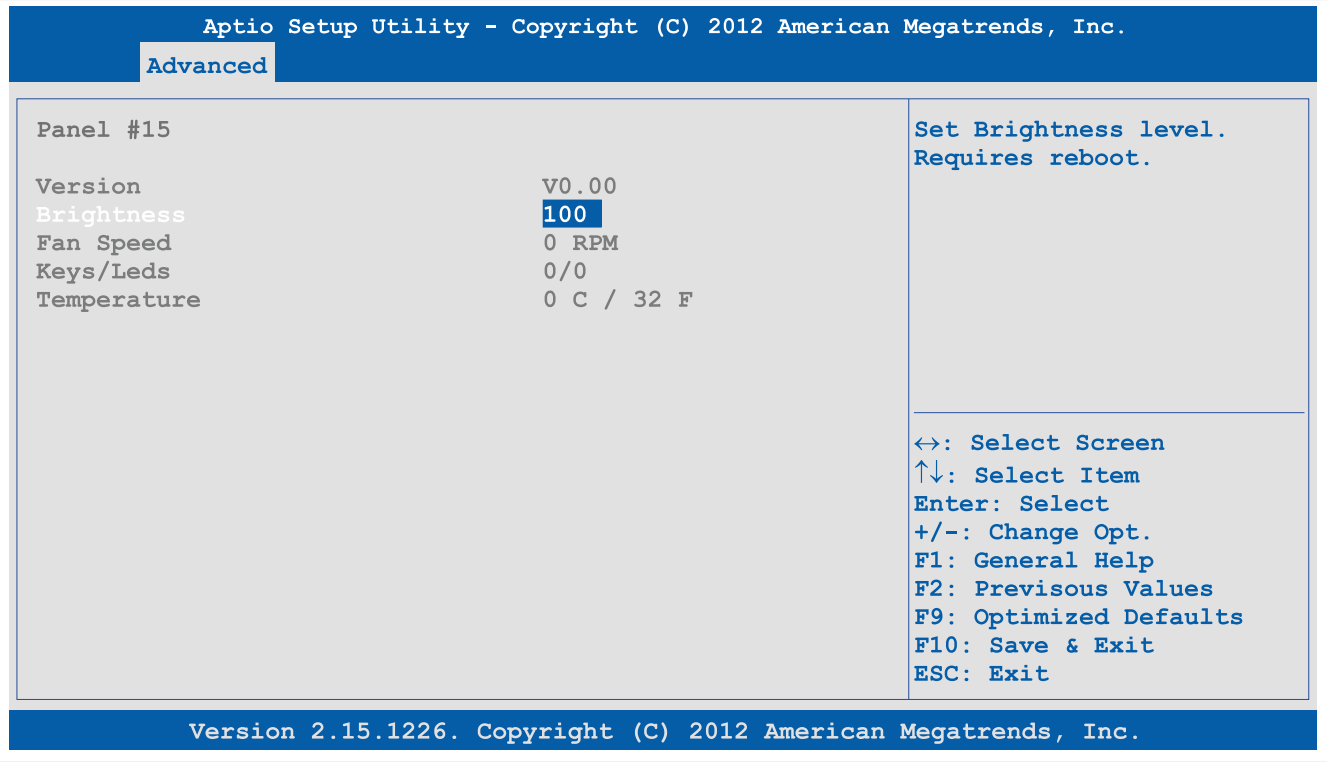 Aptio Setup Utility - Copyright (C) 2012 American Megatrends, Inc.
Advanced
Panel #15
Version V0.00
Brightness 100
Fan Speed 0 RPM
Keys/Leds 0/0
Temperature 0 C / 32 F
Set Brightness level.
Requires reboot.
↔: Select Screen
↑↓: Select Item
Enter: Select
+/-: Change Opt.
F1: General Help
F2: Previsous Values
F9: Optimized Defaults
F10: Save & Exit
ESC: Exit
Version 2.15.1226. Copyright (C) 2012 American Megatrends, Inc.